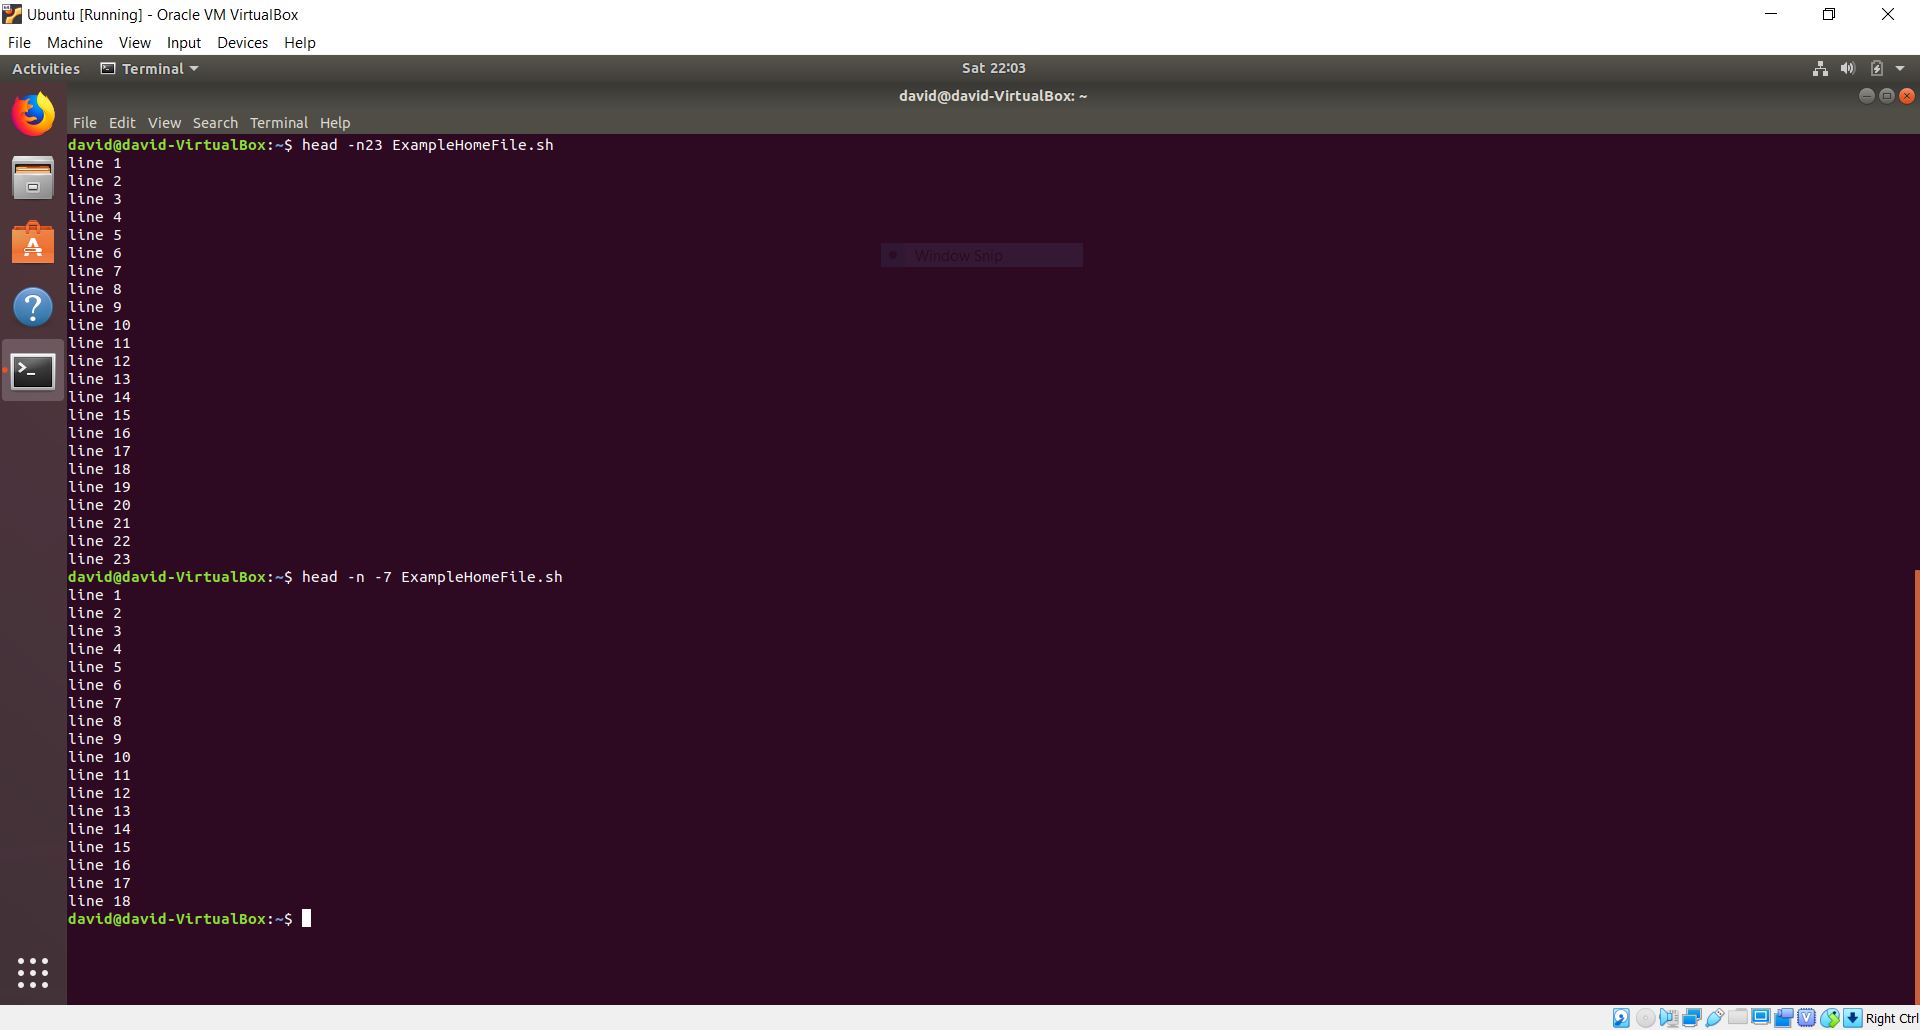 Ubuntu [Running] - Oracle VM VirtualBox
File Machine View Input Devices Help
Activities Terminal Sat 22:03
david@david-VirtualBox: ~
File Edit View Search Terminal Help
david@david-VirtualBox:~$ head -n23 ExampleHomeFile.sh
line 1
line 2
line 3
line 4
line 5
line 6
Window Snip
line 7
line 8
line 9
line 10
line 11
line 12
line 13
line 14
line 15
line 16
line 17
line 18
line 19
line 20
line 21
line 22
line 23
david@david-VirtualBox:~$ head -n -7 ExampleHomeFile.sh
line 1
line 2
line 3
line 4
line 5
line 6
line 7
line 8
line 9
line 10
line 11
line 12
line 13
line 14
line 15
line 16
line 17
line 18
david@david-VirtualBox:~$
Right Ctrl